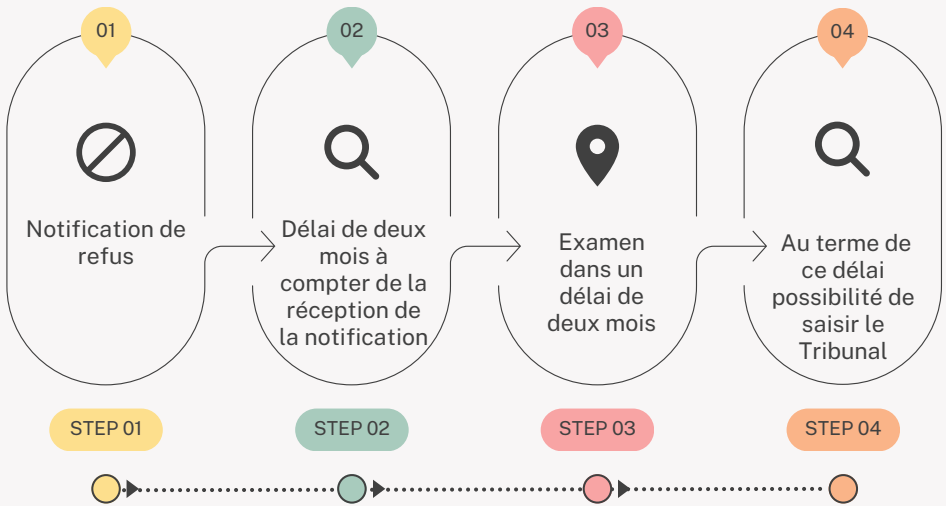 01
02
03
04
Notification de
refus
Délai de deux
mois à
compter de la
réception de
la notification
Examen
dans un
délai de
deux mois
Au terme de
ce délai
possibilité de
saisir le
Tribunal
STEP 01
STEP 02
STEP 03
STEP 04